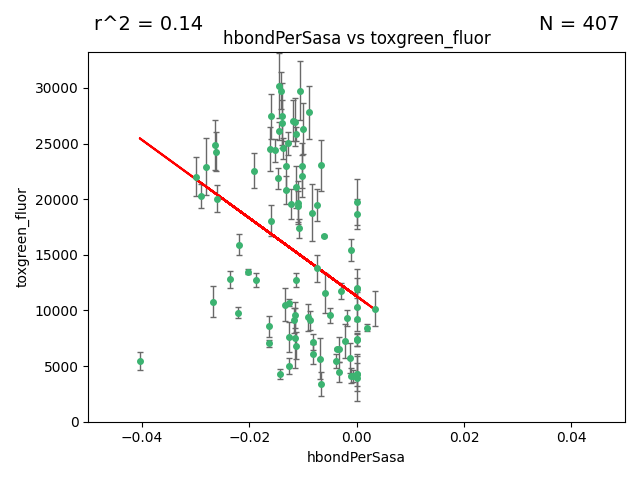 r^2 = 0.14
N = 407
hbondPerSasa vs toxgreen_fluor
30000
25000
20000
15000
10000
5000
0
toxgreen_fluor
−0.04
−0.02
0.00
0.02
0.04
hbondPerSasa